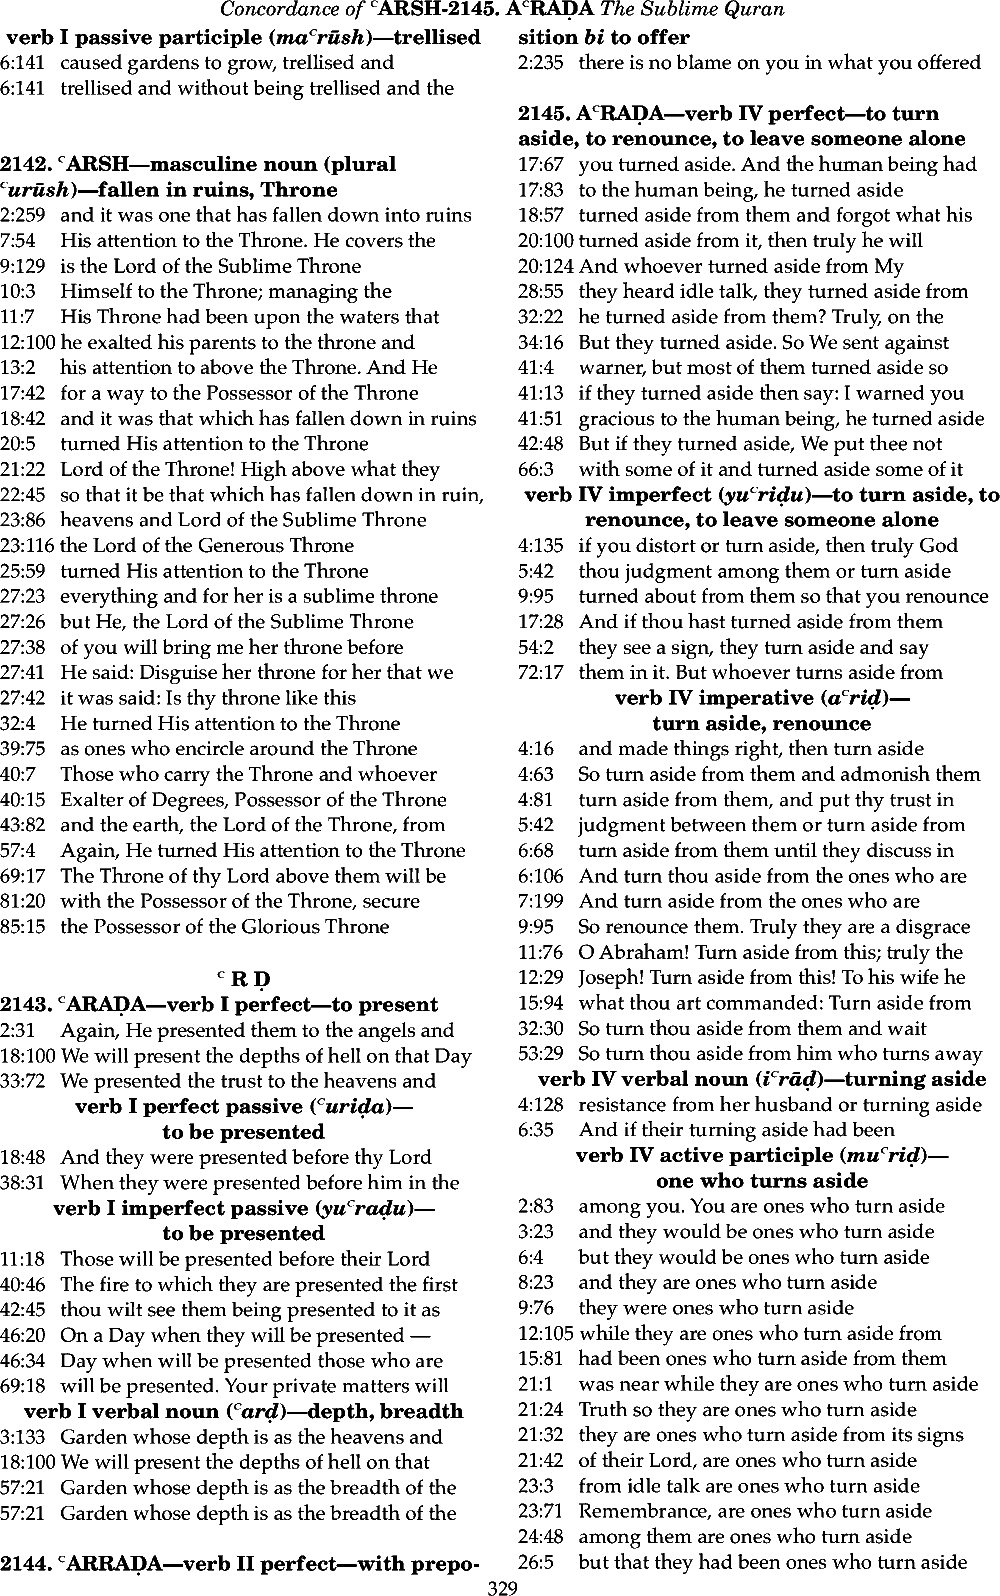 Concordance of ᶜARSH-2145. AᶜRAḌA The Sublime Quran
verb I passive participle (maᶜrūsh)—trellised
6:141 caused gardens to grow, trellised and
6:141 trellised and without being trellised and the
2142. ᶜARSH—masculine noun (plural
ᶜurūsh)—fallen in ruins, Throne
2:259 and it was one that has fallen down into ruins
7:54 His attention to the Throne. He covers the
9:129 is the Lord of the Sublime Throne
10:3 Himself to the Throne; managing the
11:7 His Throne had been upon the waters that
12:100 he exalted his parents to the throne and
13:2 his attention to above the Throne. And He
17:42 for a way to the Possessor of the Throne
18:42 and it was that which has fallen down in ruins
20:5 turned His attention to the Throne
21:22 Lord of the Throne! High above what they
22:45 so that it be that which has fallen down in ruin,
23:86 heavens and Lord of the Sublime Throne
23:116 the Lord of the Generous Throne
25:59 turned His attention to the Throne
27:23 everything and for her is a sublime throne
27:26 but He, the Lord of the Sublime Throne
27:38 of you will bring me her throne before
27:41 He said: Disguise her throne for her that we
27:42 it was said: Is thy throne like this
32:4 He turned His attention to the Throne
39:75 as ones who encircle around the Throne
40:7 Those who carry the Throne and whoever
40:15 Exalter of Degrees, Possessor of the Throne
43:82 and the earth, the Lord of the Throne, from
57:4 Again, He turned His attention to the Throne
69:17 The Throne of thy Lord above them will be
81:20 with the Possessor of the Throne, secure
85:15 the Possessor of the Glorious Throne
ᶜ R Ḍ
2143. ᶜARAḌA—verb I perfect—to present
2:31 Again, He presented them to the angels and
18:100 We will present the depths of hell on that Day
33:72 We presented the trust to the heavens and
verb I perfect passive (ᶜuriḍa)—
to be presented
18:48 And they were presented before thy Lord
38:31 When they were presented before him in the
verb I imperfect passive (yuᶜraḍu)—
to be presented
11:18 Those will be presented before their Lord
40:46 The fire to which they are presented the first
42:45 thou wilt see them being presented to it as
46:20 On a Day when they will be presented —
46:34 Day when will be presented those who are
69:18 will be presented. Your private matters will
verb I verbal noun (ᶜarḍ)—depth, breadth
3:133 Garden whose depth is as the heavens and
18:100 We will present the depths of hell on that
57:21 Garden whose depth is as the breadth of the
57:21 Garden whose depth is as the breadth of the
2144. ᶜARRAḌA—verb II perfect—with prepo-
sition bi to offer
2:235 there is no blame on you in what you offered
2145. AᶜRAḌA—verb IV perfect—to turn
aside, to renounce, to leave someone alone
17:67 you turned aside. And the human being had
17:83 to the human being, he turned aside
18:57 turned aside from them and forgot what his
20:100 turned aside from it, then truly he will
20:124 And whoever turned aside from My
28:55 they heard idle talk, they turned aside from
32:22 he turned aside from them? Truly, on the
34:16 But they turned aside. So We sent against
41:4 warner, but most of them turned aside so
41:13 if they turned aside then say: I warned you
41:51 gracious to the human being, he turned aside
42:48 But if they turned aside, We put thee not
66:3 with some of it and turned aside some of it
verb IV imperfect (yuᶜriḍu)—to turn aside, to
renounce, to leave someone alone
4:135 if you distort or turn aside, then truly God
5:42 thou judgment among them or turn aside
9:95 turned about from them so that you renounce
17:28 And if thou hast turned aside from them
54:2 they see a sign, they turn aside and say
72:17 them in it. But whoever turns aside from
verb IV imperative (aᶜriḍ)—
turn aside, renounce
4:16 and made things right, then turn aside
4:63 So turn aside from them and admonish them
4:81 turn aside from them, and put thy trust in
5:42 judgment between them or turn aside from
6:68 turn aside from them until they discuss in
6:106 And turn thou aside from the ones who are
7:199 And turn aside from the ones who are
9:95 So renounce them. Truly they are a disgrace
11:76 O Abraham! Turn aside from this; truly the
12:29 Joseph! Turn aside from this! To his wife he
15:94 what thou art commanded: Turn aside from
32:30 So turn thou aside from them and wait
53:29 So turn thou aside from him who turns away
verb IV verbal noun (iᶜrāḍ)—turning aside
4:128 resistance from her husband or turning aside
6:35 And if their turning aside had been
verb IV active participle (muᶜriḍ)—
one who turns aside
2:83 among you. You are ones who turn aside
3:23 and they would be ones who turn aside
6:4 but they would be ones who turn aside
8:23 and they are ones who turn aside
9:76 they were ones who turn aside
12:105 while they are ones who turn aside from
15:81 had been ones who turn aside from them
21:1 was near while they are ones who turn aside
21:24 Truth so they are ones who turn aside
21:32 they are ones who turn aside from its signs
21:42 of their Lord, are ones who turn aside
23:3 from idle talk are ones who turn aside
23:71 Remembrance, are ones who turn aside
24:48 among them are ones who turn aside
26:5 but that they had been ones who turn aside
329